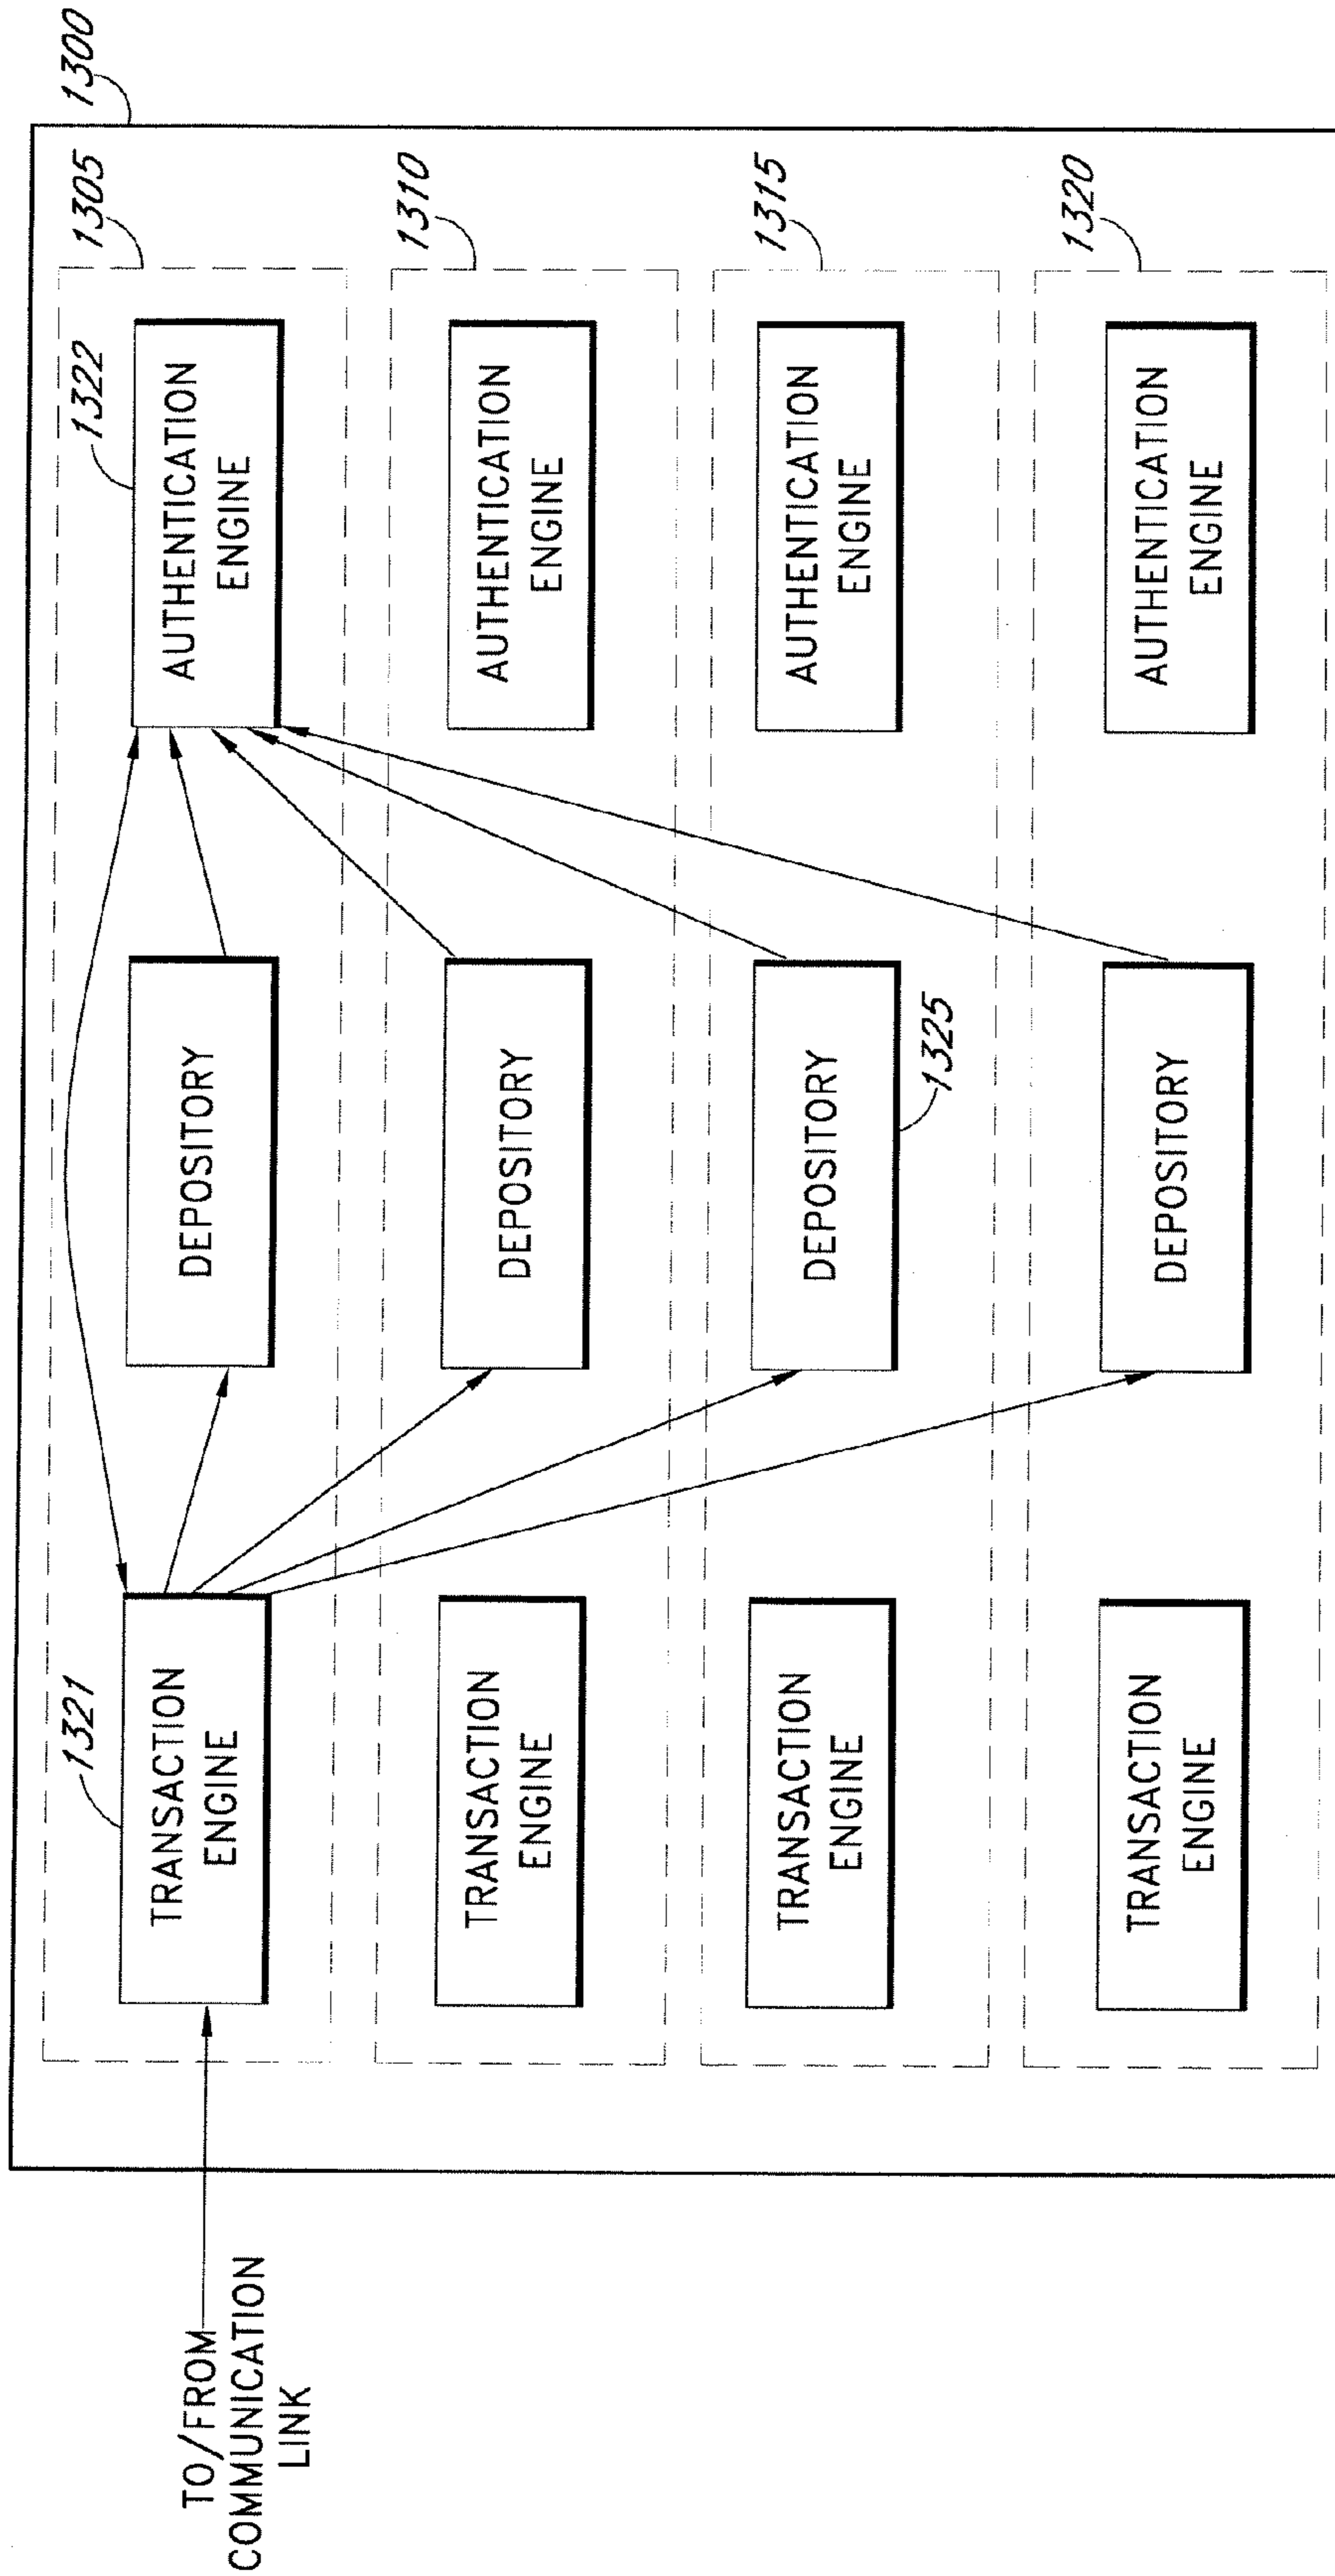 1300
1305
1321
TRANSACTION
ENGINE
DEPOSITORY
1322
AUTHENTICATION
ENGINE
TO/FROM
COMMUNICATION
LINK
1310
TRANSACTION
ENGINE
DEPOSITORY
AUTHENTICATION
ENGINE
1315
TRANSACTION
ENGINE
DEPOSITORY
1325
AUTHENTICATION
ENGINE
1320
TRANSACTION
ENGINE
DEPOSITORY
AUTHENTICATION
ENGINE